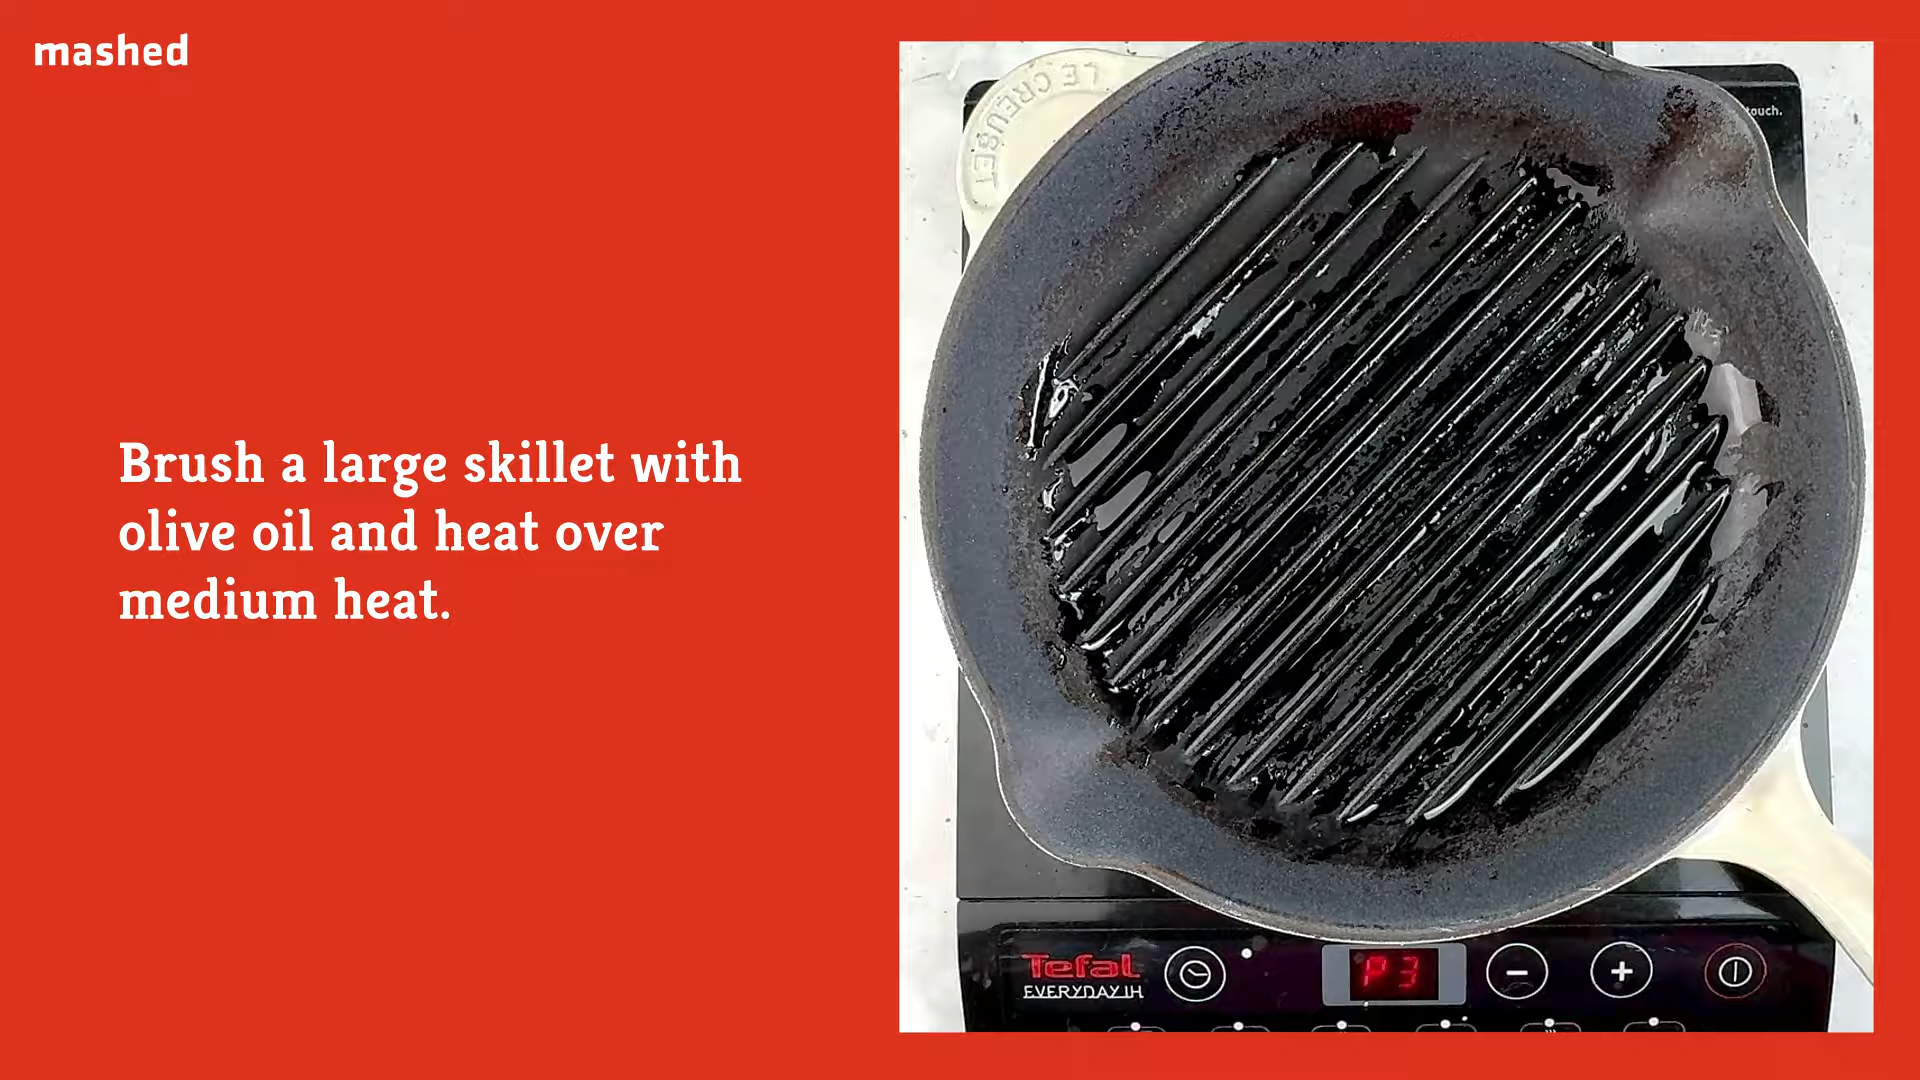 mashed
Brush a large skillet with
olive oil and heat over
medium heat.
LE CREUSET
touch.
Tefal
EVERYDAY IH
P3